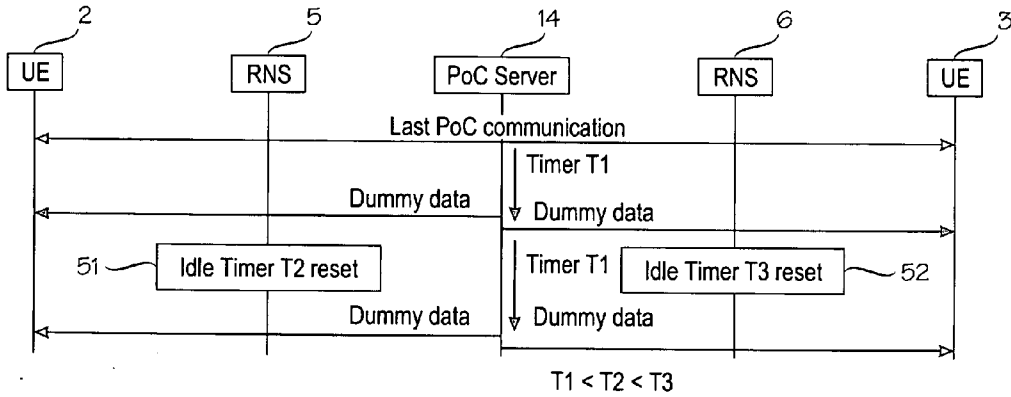 2 5 14 6 3
UE RNS PoC Server RNS UE
Last PoC communication
Timer T1
Dummy data Dummy data
51 Idle Timer T2 reset Timer T1 Idle Timer T3 reset 52
Dummy data Dummy data
T1 < T2 < T3